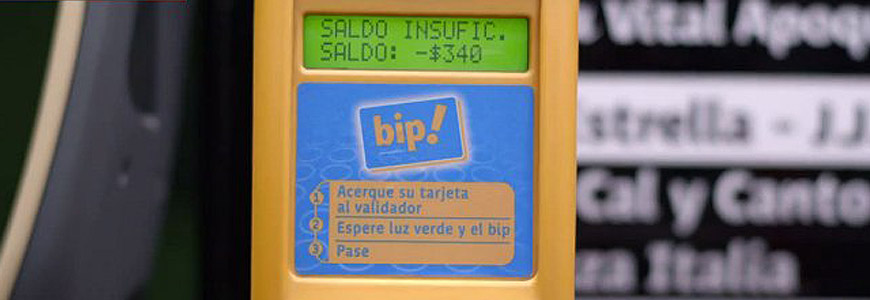 SALDO INSUFIC.
SALDO: -$340
bip!
1 Acerque su tarjeta
al validador
2 Espere luz verde y el bip
3 Pase
Vital Apoq
strella - J.J
Cal y Canto
za Italia